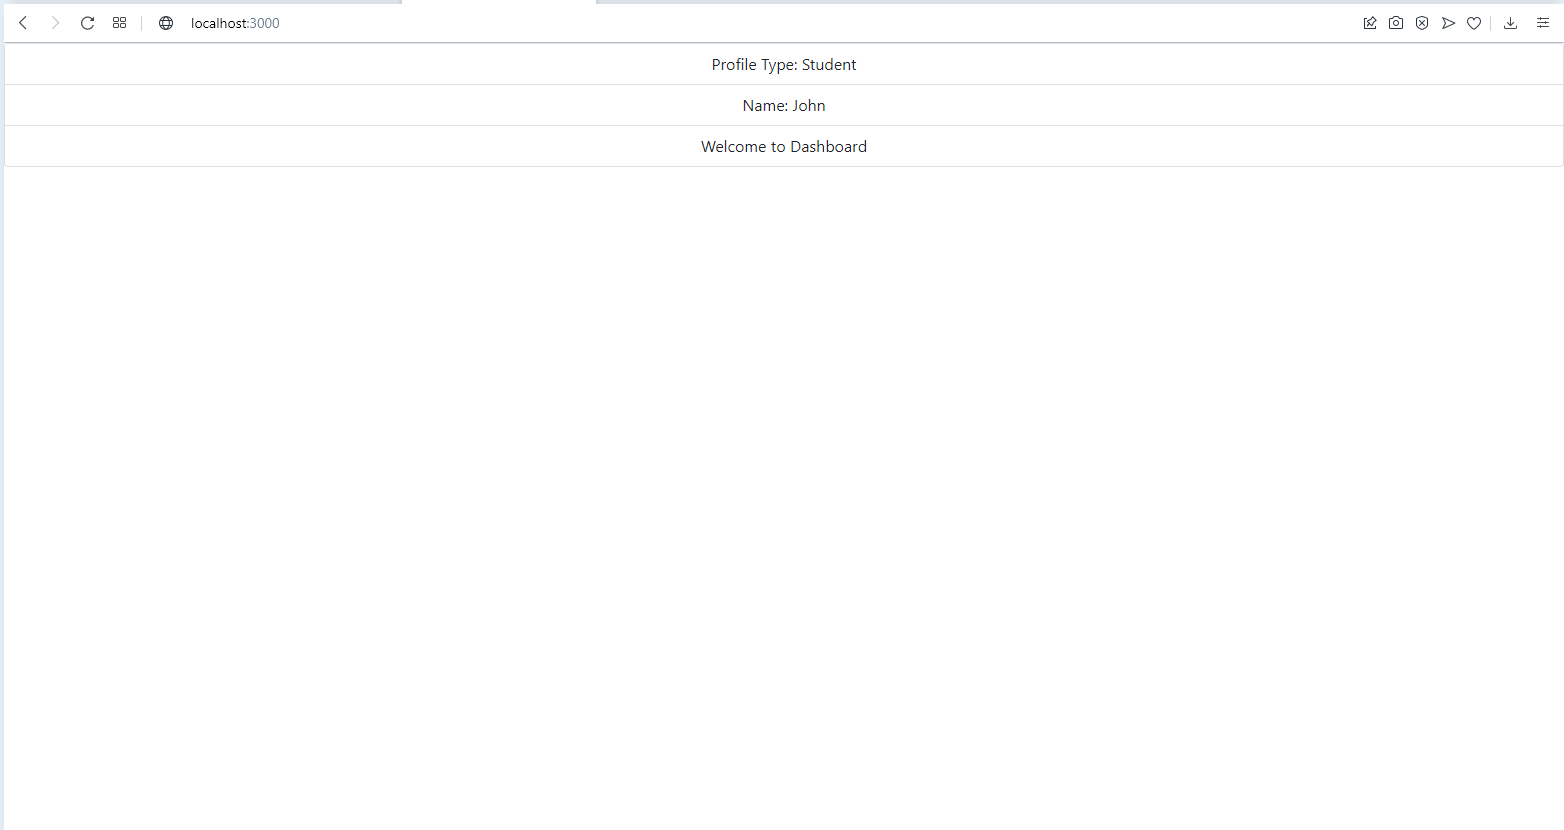 localhost:3000
Profile Type: Student
Name: John
Welcome to Dashboard